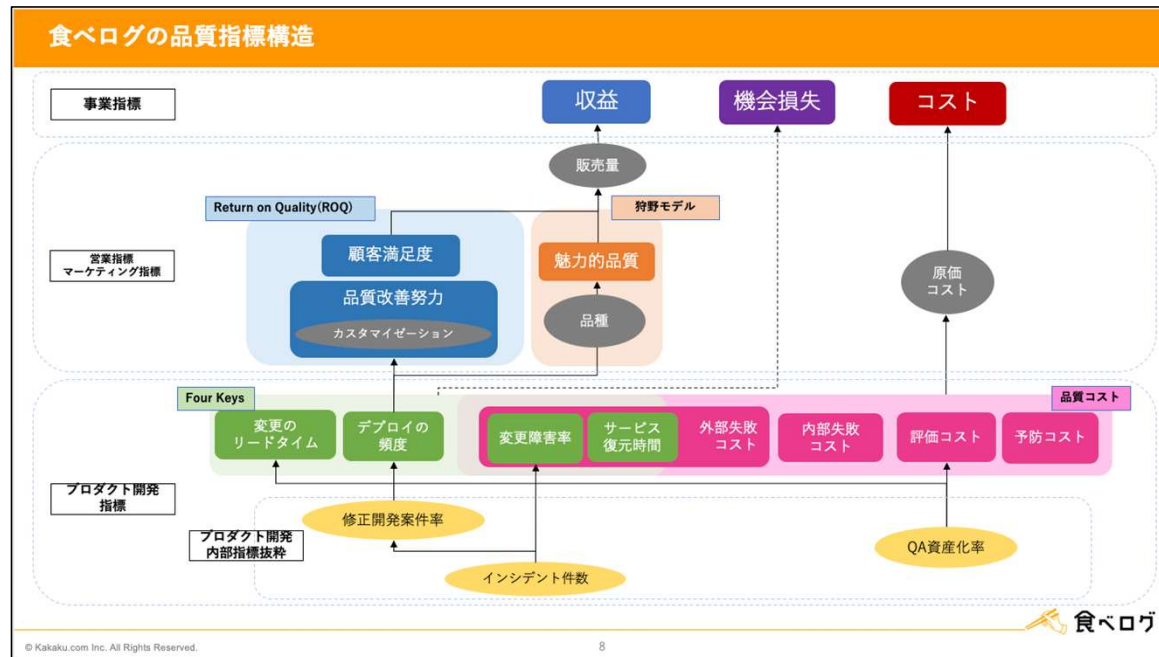 食べログの品質指標構造
事業指標
収益
機会損失
コスト
販売量
Return on Quality(ROQ)
狩野モデル
顧客満足度
魅力的品質
営業指標
マーケティング指標
原価
コスト
品質改善努力
カスタマイゼーション
品種
Four Keys
品質コスト
変更の
リードタイム
デプロイの
頻度
変更障害率
サービス
復元時間
外部失敗
コスト
内部失敗
コスト
評価コスト
予防コスト
プロダクト開発
指標
修正開発案件率
プロダクト開発
内部指標抜粋
QA資産化率
インシデント件数
食べログ
© Kakaku.com Inc. All Rights Reserved.
8